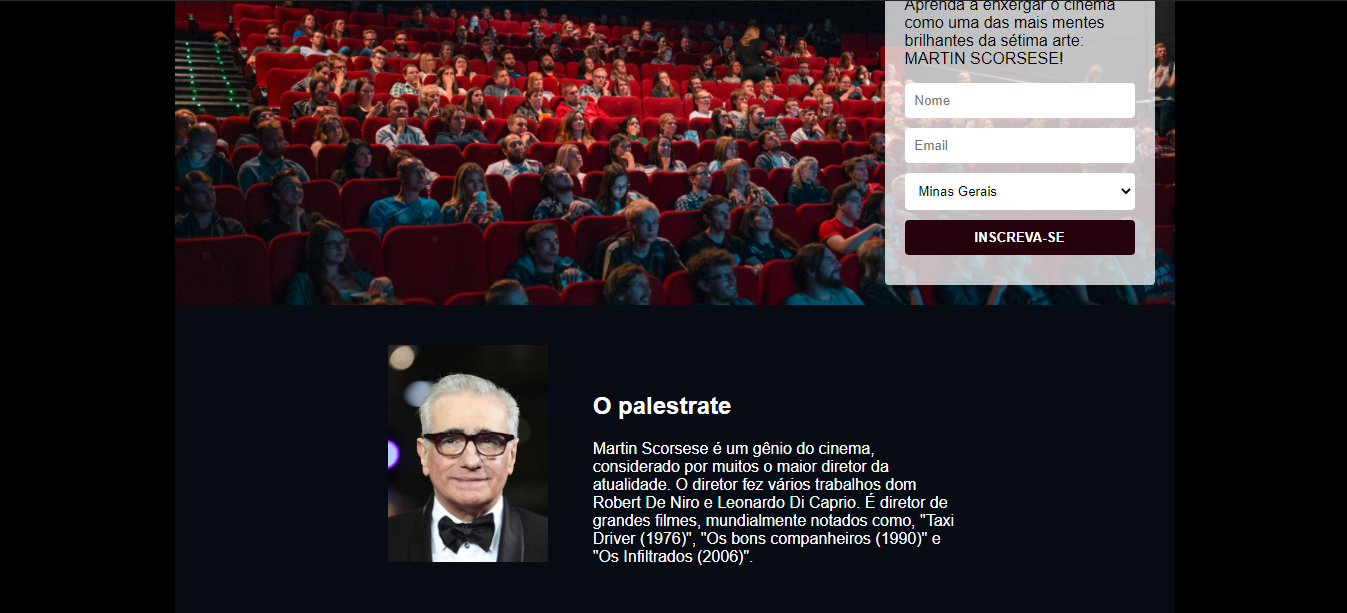 Aprenda a enxergar o cinema
como uma das mais mentes
brilhantes da sétima arte:
MARTIN SCORSESE!
Nome
Email
Minas Gerais
INSCREVA-SE
O palestrate
Martin Scorsese é um gênio do cinema,
considerado por muitos o maior diretor da
atualidade. O diretor fez vários trabalhos dom
Robert De Niro e Leonardo Di Caprio. É diretor de
grandes filmes, mundialmente notados como, "Taxi
Driver (1976)", "Os bons companheiros (1990)" e
"Os Infiltrados (2006)".